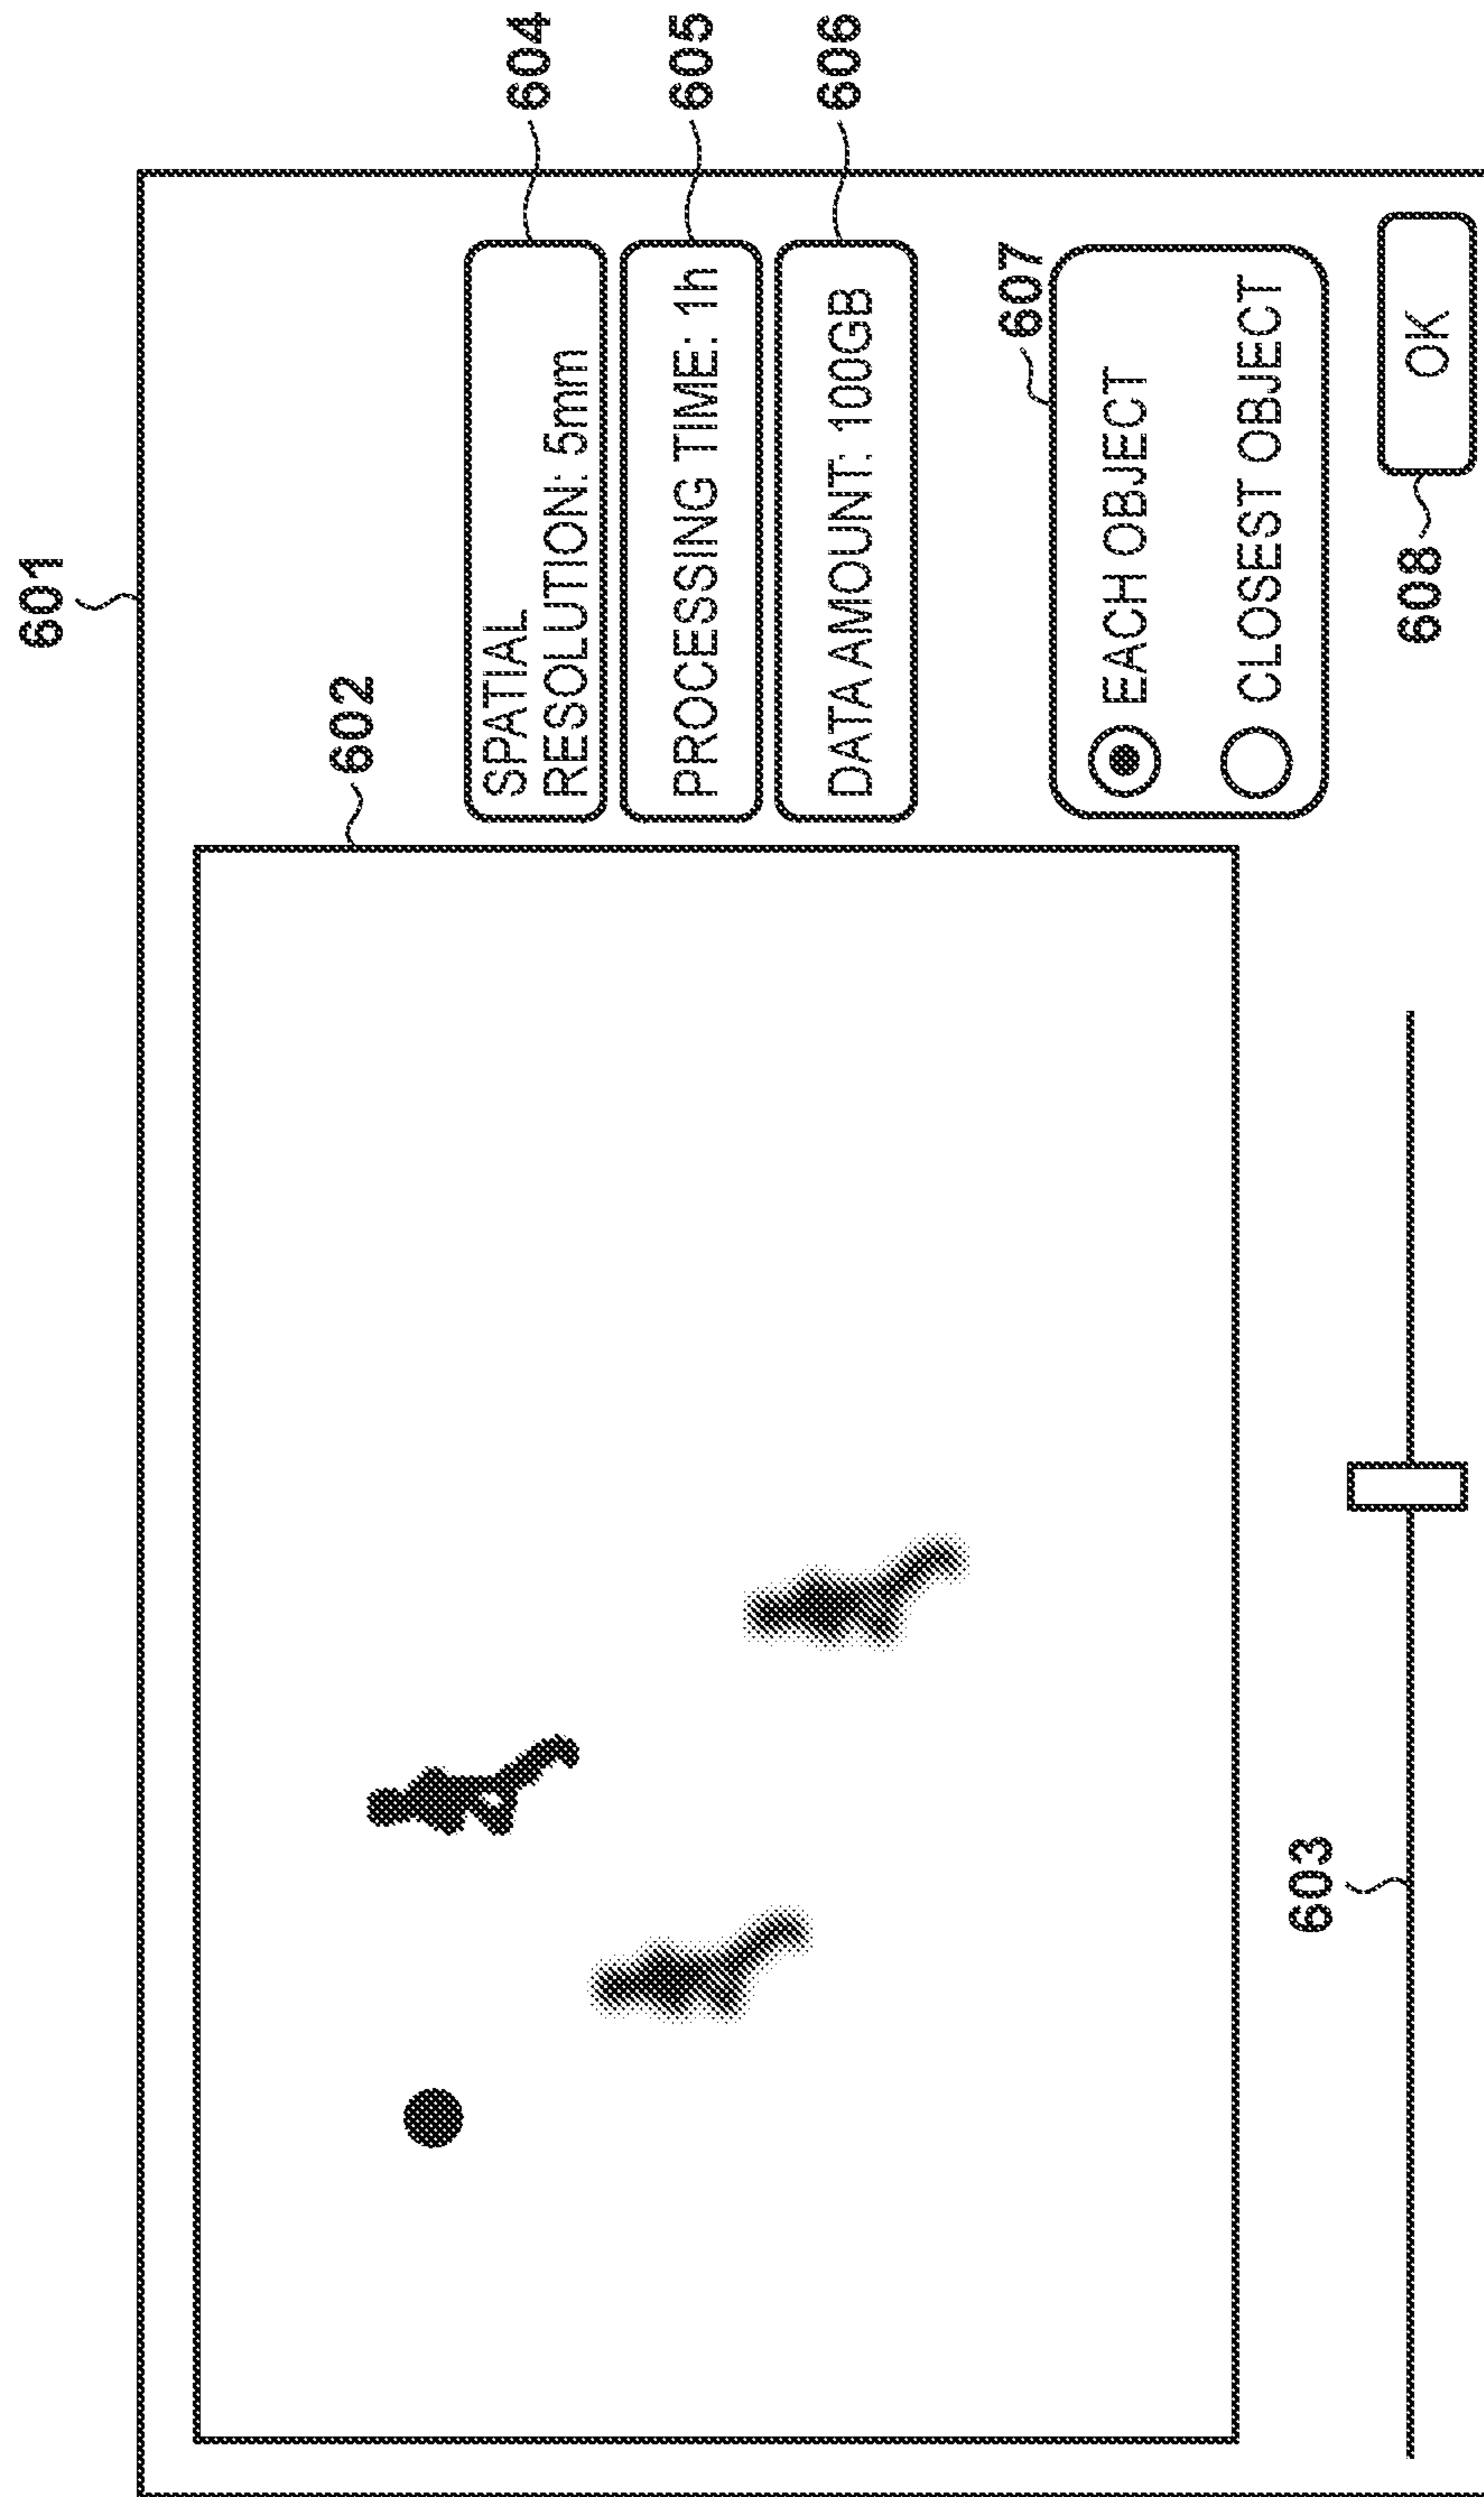 601
602
604
SPATIAL
RESOLUTION: 5mm
605
PROCESSING TIME: 1h
606
DATA AMOUNT: 100GB
607
EACH OBJECT
CLOSEST OBJECT
603
608
OK